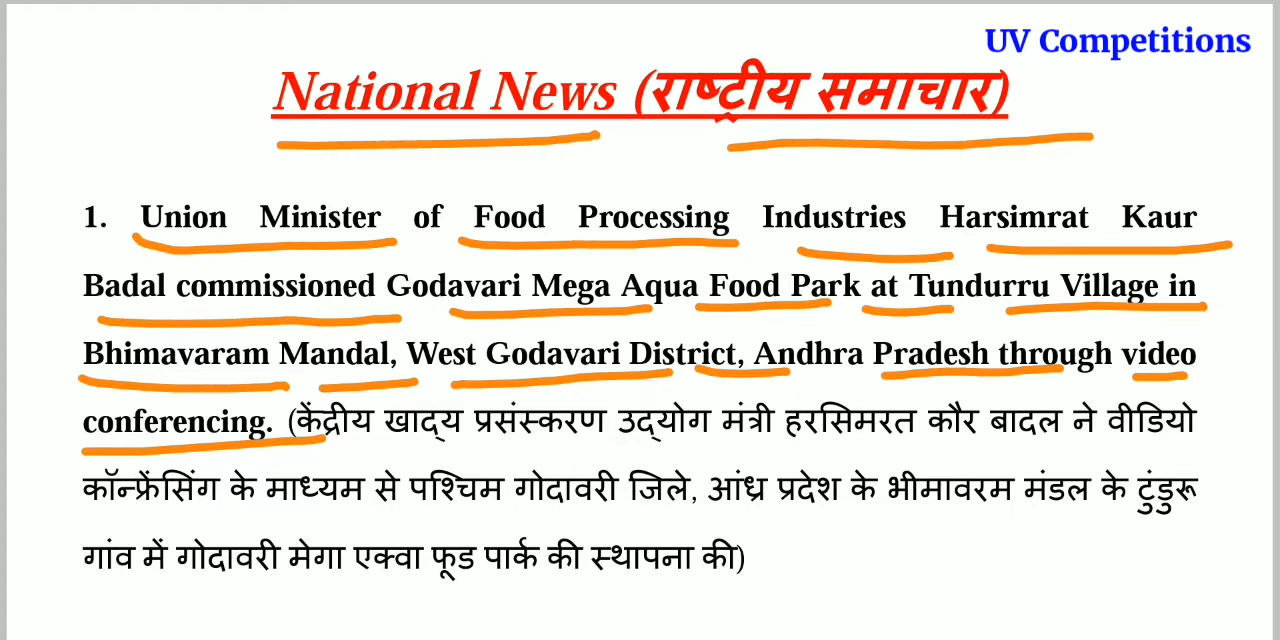 UV Competitions
National News (राष्ट्रीय समाचार)
1. Union Minister of Food Processing Industries Harsimrat Kaur
Badal commissioned Godavari Mega Aqua Food Park at Tundurru Village in
Bhimavaram Mandal, West Godavari District, Andhra Pradesh through video
conferencing. (केंद्रीय खाद्य प्रसंस्करण उद्योग मंत्री हरसिमरत कौर बादल ने वीडियो
कॉन्फ्रेंसिंग के माध्यम से पश्चिम गोदावरी जिले, आंध्र प्रदेश के भीमावरम मंडल के टुंडुरू
गांव में गोदावरी मेगा एक्वा फूड पार्क की स्थापना की)